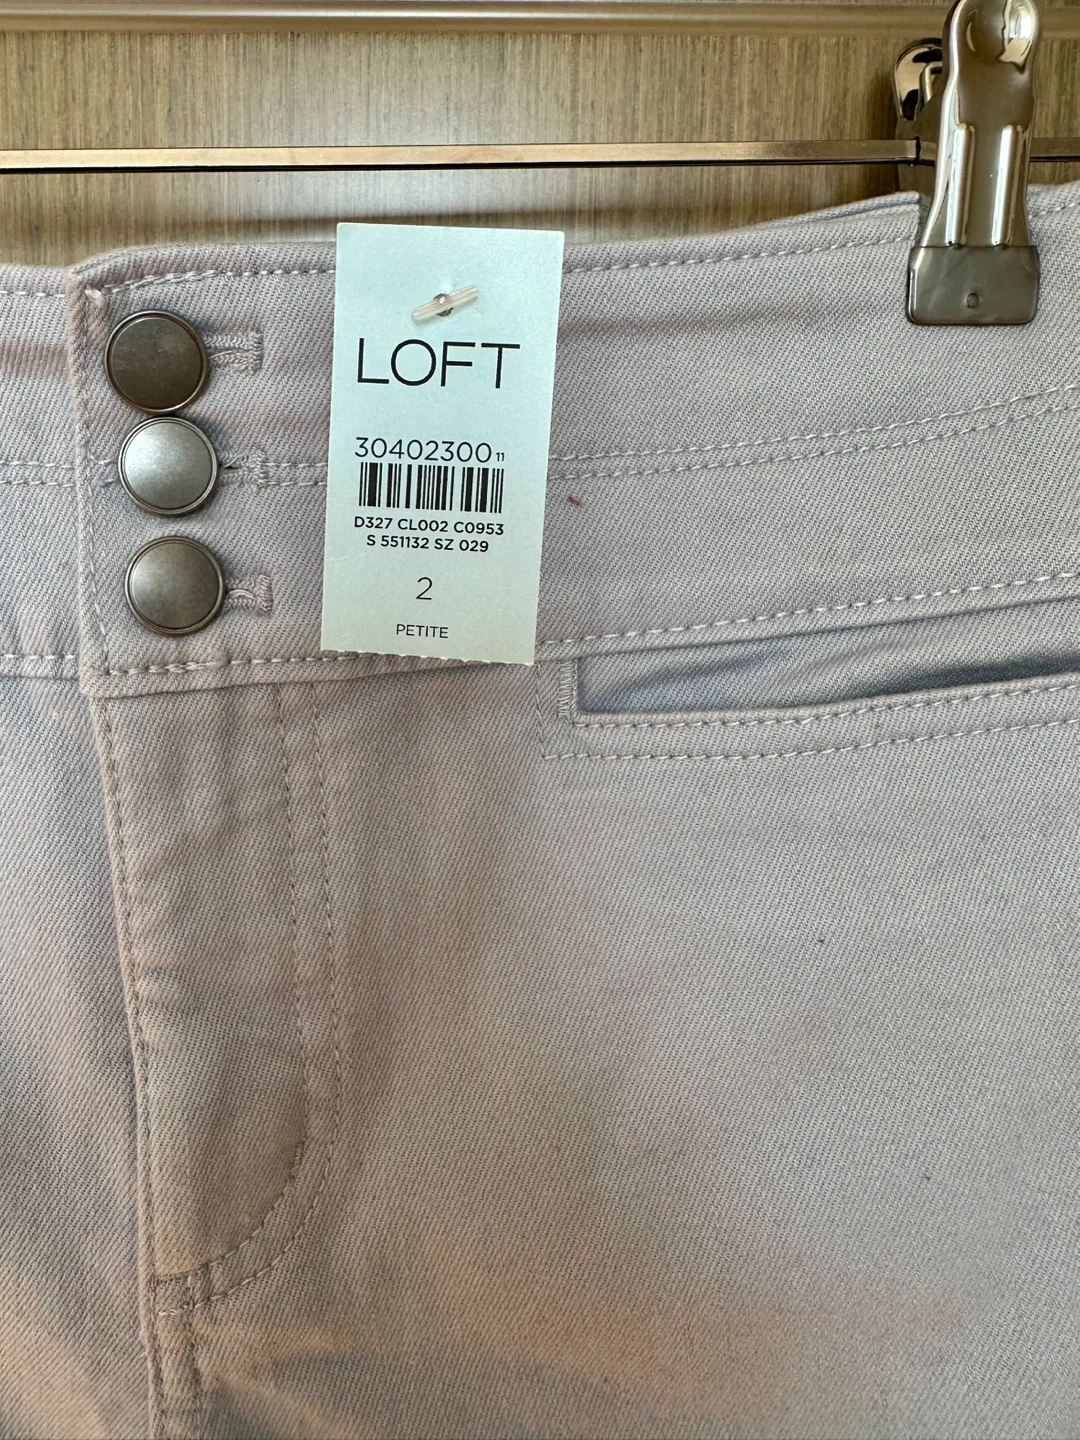 LOFT
30402300 11
D327 CL002 C0953
S 551132 SZ 029
2
PETITE